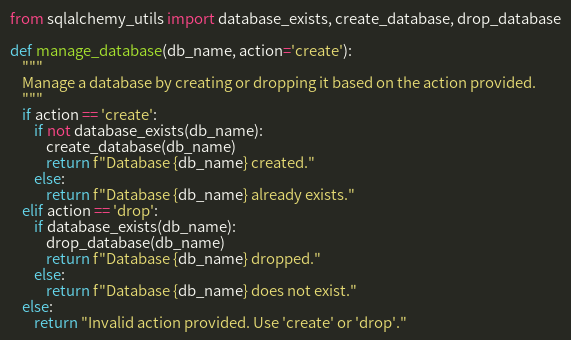 from sqlalchemy_utils import database_exists, create_database, drop_database

def manage_database(db_name, action='create'):
    """
    Manage a database by creating or dropping it based on the action provided.
    """
    if action == 'create':
        if not database_exists(db_name):
            create_database(db_name)
            return f"Database {db_name} created."
        else:
            return f"Database {db_name} already exists."
    elif action == 'drop':
        if database_exists(db_name):
            drop_database(db_name)
            return f"Database {db_name} dropped."
        else:
            return f"Database {db_name} does not exist."
    else:
        return "Invalid action provided. Use 'create' or 'drop'."